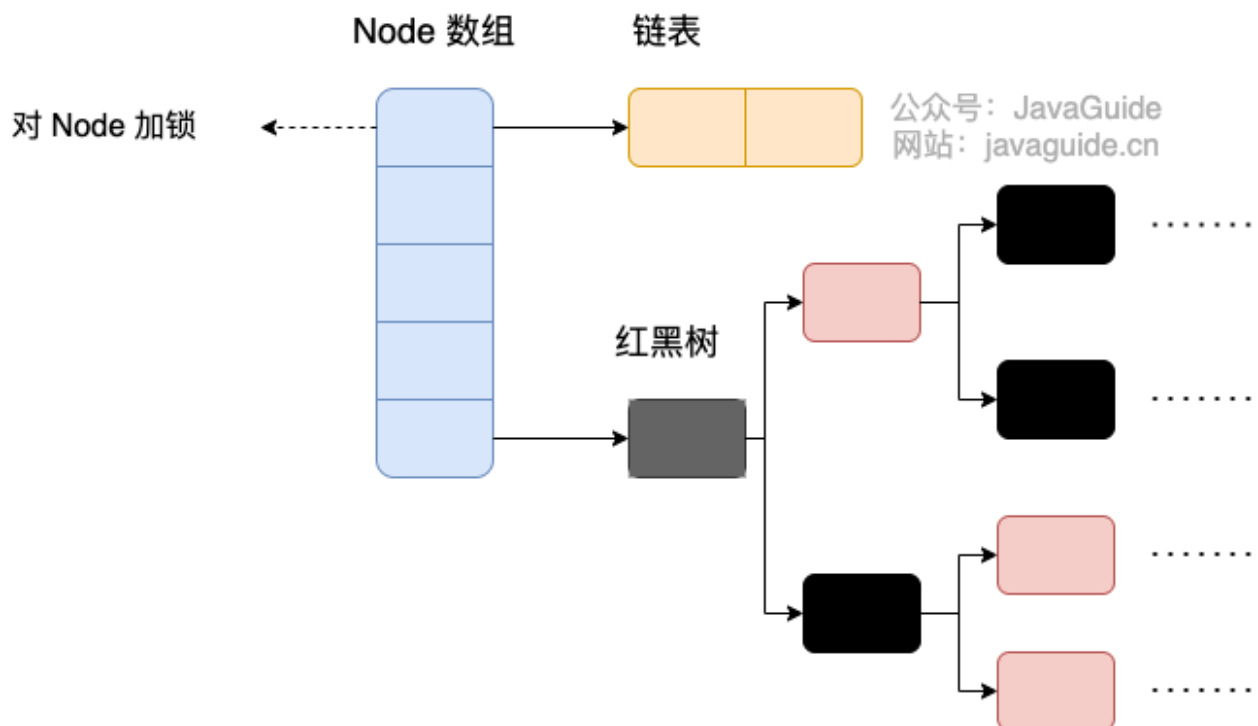 Node 数组
链表
对 Node 加锁
公众号：JavaGuide
网站：javaguide.cn
红黑树